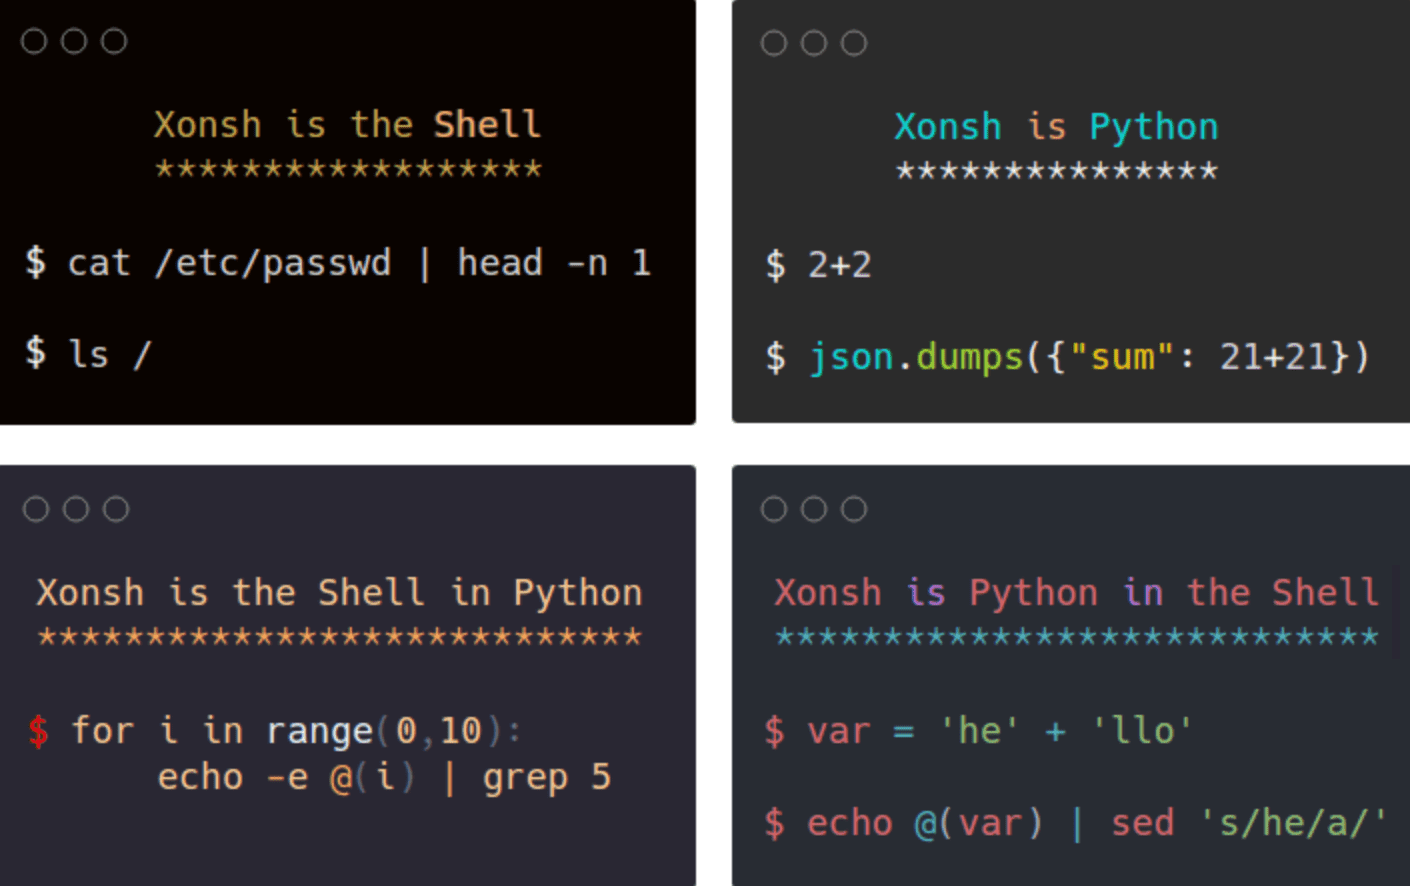 Xonsh is the Shell
******************
$ cat /etc/passwd | head -n 1
$ ls /
Xonsh is Python
***************
$ 2+2
$ json.dumps({"sum": 21+21})
Xonsh is the Shell in Python
****************************
$ for i in range(0,10):
echo -e @(i) | grep 5
Xonsh is Python in the Shell
****************************
$ var = 'he' + 'llo'
$ echo @(var) | sed 's/he/a/'